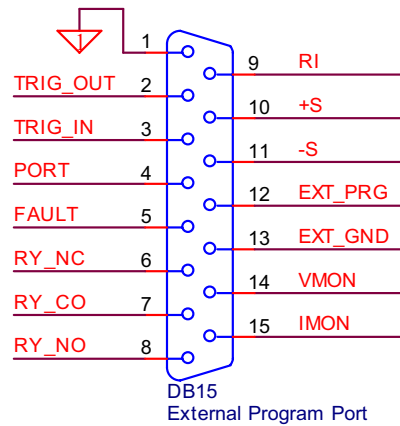 1
1
TRIG_OUT 2
TRIG_IN 3
PORT 4
FAULT 5
RY_NC 6
RY_CO 7
RY_NO 8
9 RI
10 +S
11 -S
12 EXT_PRG
13 EXT_GND
14 VMON
15 IMON
DB15
External Program Port